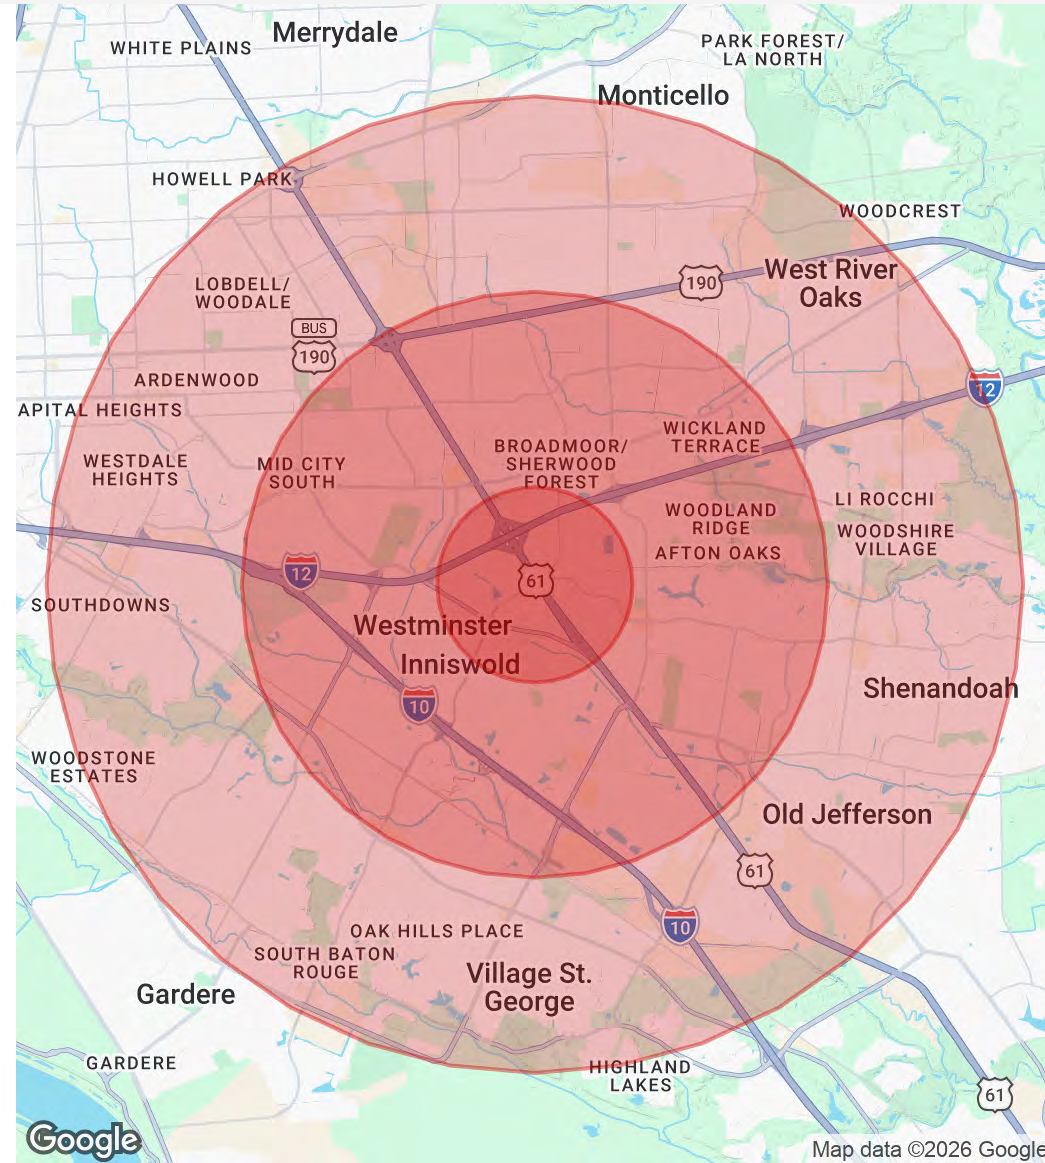 Merrydale
WHITE PLAINS
PARK FOREST/
LA NORTH
Monticello
HOWELL PARK
WOODCREST
West River
Oaks
190
LOBDELL/
WOODALE
BUS
190
ARDENWOOD
12
APITAL HEIGHTS
WICKLAND
TERRACE
BROADMOOR/
SHERWOOD
FOREST
WESTDALE
HEIGHTS
MID CITY
SOUTH
LI ROCCHI
WOODLAND
RIDGE
WOODSHIRE
VILLAGE
AFTON OAKS
12
61
SOUTHDOWNS
Westminster
Inniswold
Shenandoah
10
WOODSTONE
ESTATES
Old Jefferson
61
10
OAK HILLS PLACE
SOUTH BATON
ROUGE
Village St.
George
Gardere
GARDERE
HIGHLAND
LAKES
61
Google
Map data ©2026 Google